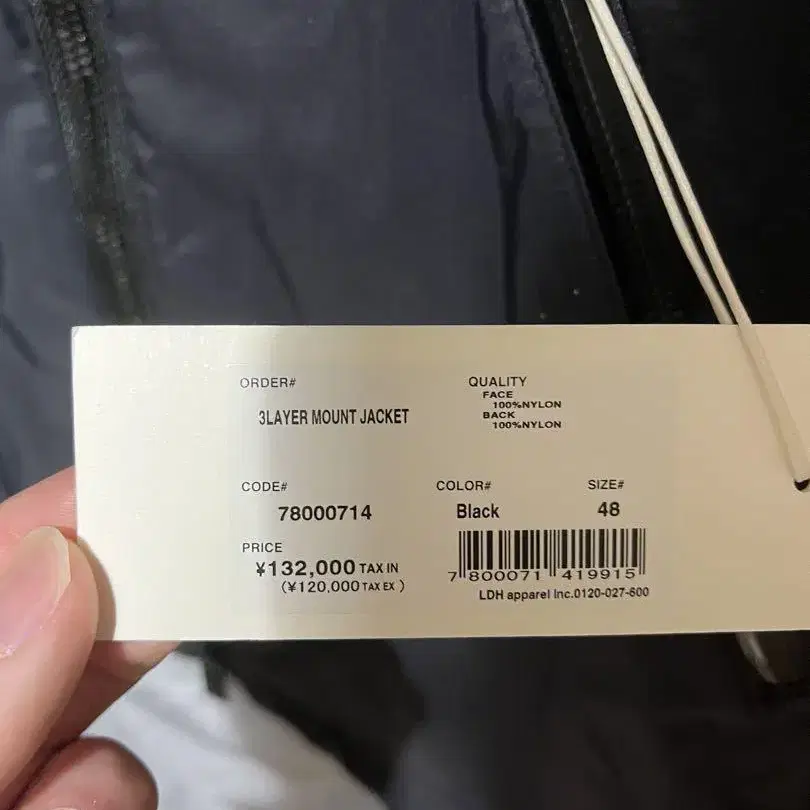 ORDER#
3LAYER MOUNT JACKET
QUALITY
FACE
100%NYLON
BACK
100%NYLON
CODE#
78000714
COLOR#
Black
SIZE#
48
PRICE
¥132,000 TAX IN
(¥120,000 TAX EX)
7 800071 419915
LDH apparel Inc.0120-027-600